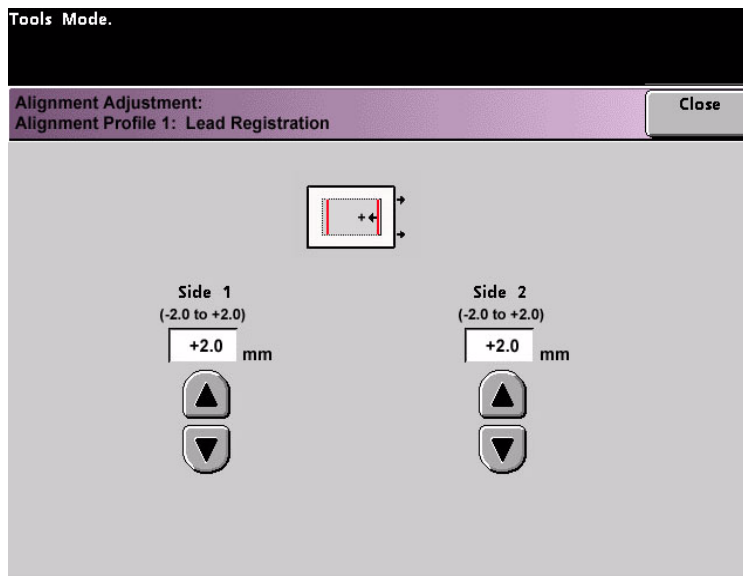 Tools Mode.
Alignment Adjustment:
Close
Alignment Profile 1: Lead Registration
Side 1
(-2.0 to +2.0)
+2.0 mm
Side 2
(-2.0 to +2.0)
+2.0 mm